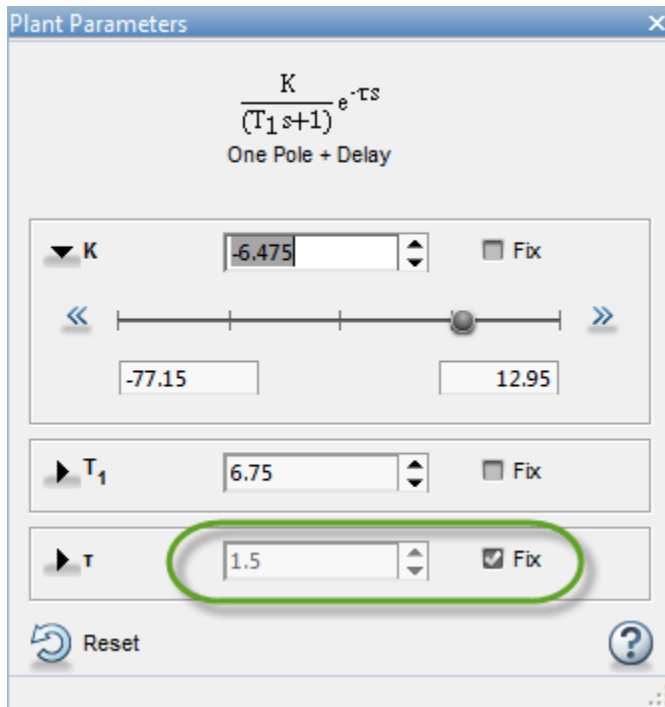 Plant Parameters
K
(T1s+1) e-τs
One Pole + Delay
K -6.475 Fix
-77.15 12.95
T1 6.75 Fix
τ 1.5 Fix
Reset